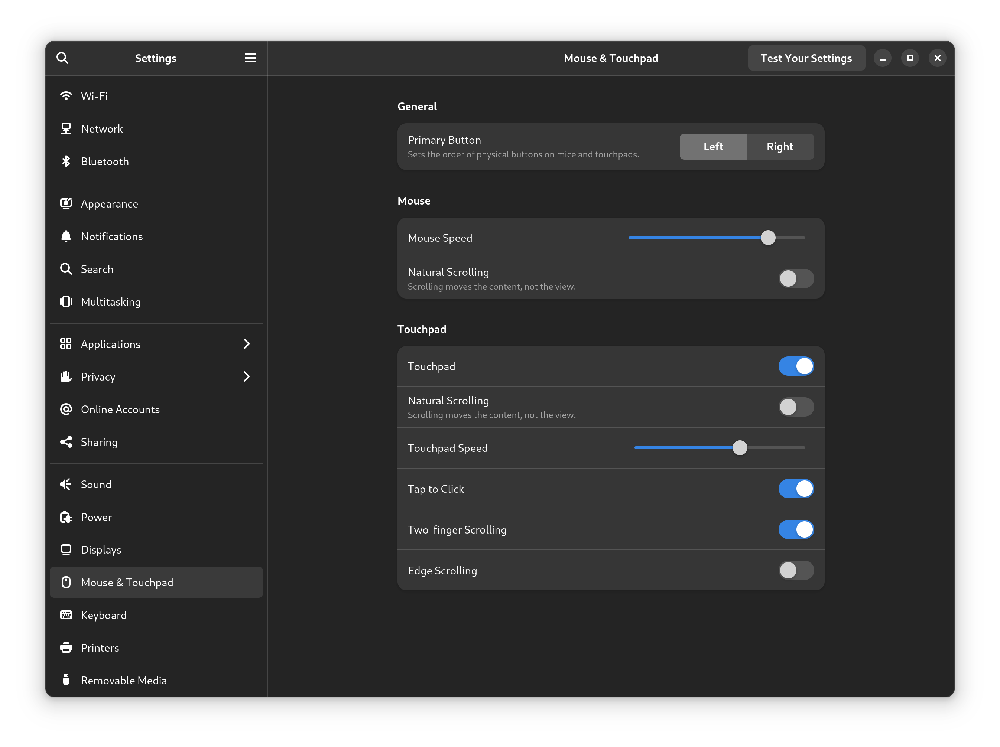 Settings
Mouse & Touchpad
Test Your Settings
Wi-Fi
Network
Bluetooth
Appearance
Notifications
Search
Multitasking
Applications
Privacy
Online Accounts
Sharing
Sound
Power
Displays
Mouse & Touchpad
Keyboard
Printers
Removable Media
General
Primary Button
Sets the order of physical buttons on mice and touchpads.
Left
Right
Mouse
Mouse Speed
Natural Scrolling
Scrolling moves the content, not the view.
Touchpad
Touchpad
Natural Scrolling
Scrolling moves the content, not the view.
Touchpad Speed
Tap to Click
Two-finger Scrolling
Edge Scrolling